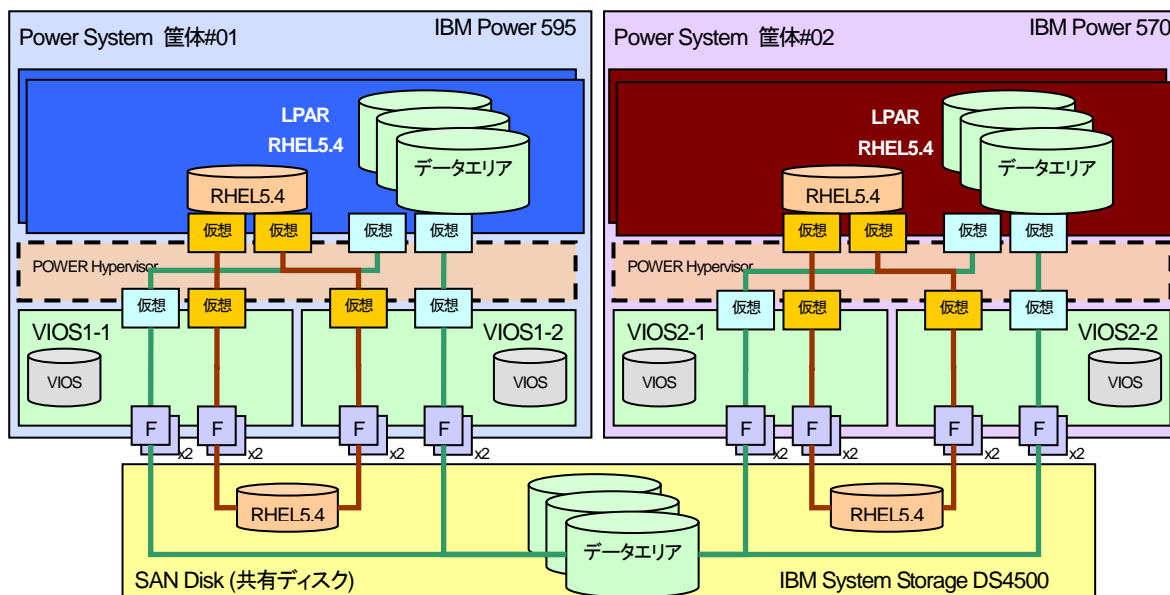 Power System 筐体#01
IBM Power 595
LPAR
RHEL5.4
データエリア
RHEL5.4
仮想
仮想
仮想
仮想
POWER Hypervisor
仮想
仮想
仮想
仮想
VIOS1-1
VIOS1-2
VIOS
VIOS
F
x2
F
x2
F
x2
F
x2
Power System 筐体#02
IBM Power 570
LPAR
RHEL5.4
データエリア
RHEL5.4
仮想
仮想
仮想
仮想
POWER Hypervisor
仮想
仮想
仮想
仮想
VIOS2-1
VIOS2-2
VIOS
VIOS
F
x2
F
x2
F
x2
F
x2
RHEL5.4
データエリア
RHEL5.4
SAN Disk (共有ディスク)
IBM System Storage DS4500